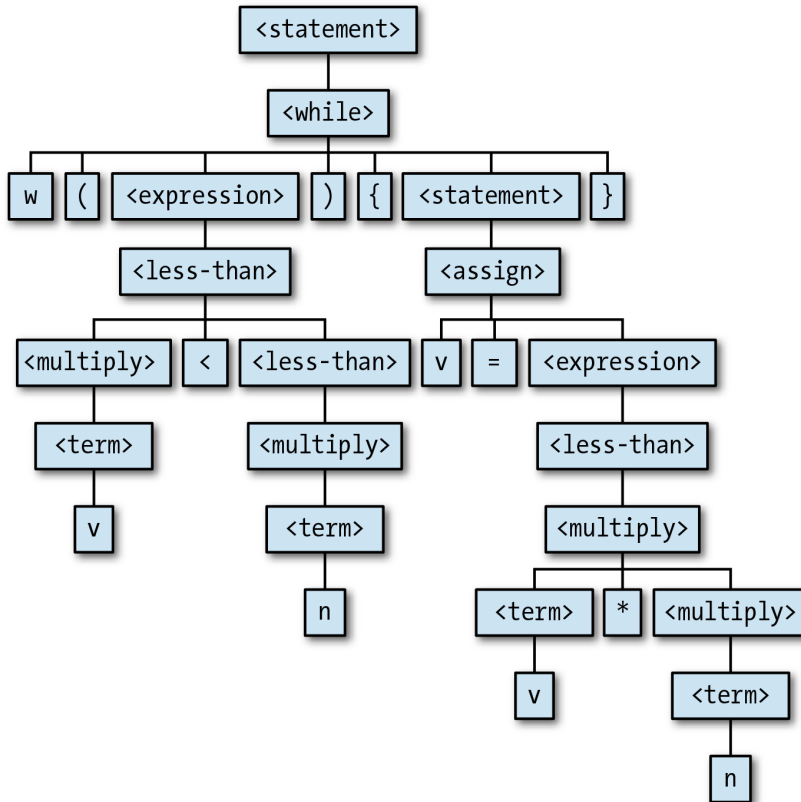 <statement>
<while>
w ( <expression> ) { <statement> }
<less-than> <assign>
<multiply> < <less-than> v = <expression>
<term> <multiply> <less-than>
v <term> <multiply>
n <term> * <multiply>
v <term>
n